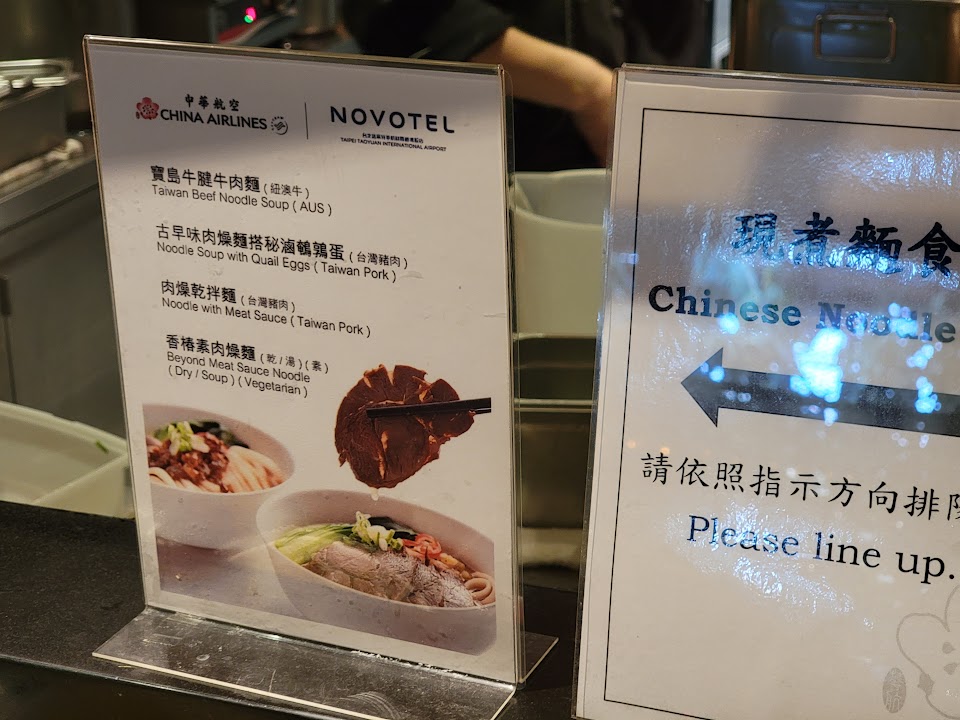 中華航空
CHINA AIRLINES
NOVOTEL
TAIPEI TAOYUAN INTERNATIONAL AIRPORT
寶島牛腱牛肉麵 ( 紐澳牛 )
Taiwan Beef Noodle Soup ( AUS )
古早味肉燥麵搭秘滷鵪鶉蛋 ( 台灣豬肉 )
Noodle Soup with Quail Eggs ( Taiwan Pork )
肉燥乾拌麵 ( 台灣豬肉 )
Noodle with Meat Sauce ( Taiwan Pork )
香椿素肉燥麵 ( 乾 / 湯 ) ( 素 )
Beyond Meat Sauce Noodle
( Dry / Soup ) ( Vegetarian )
現煮麵食
Chinese Noodle
請依照指示方向排隊
Please line up.